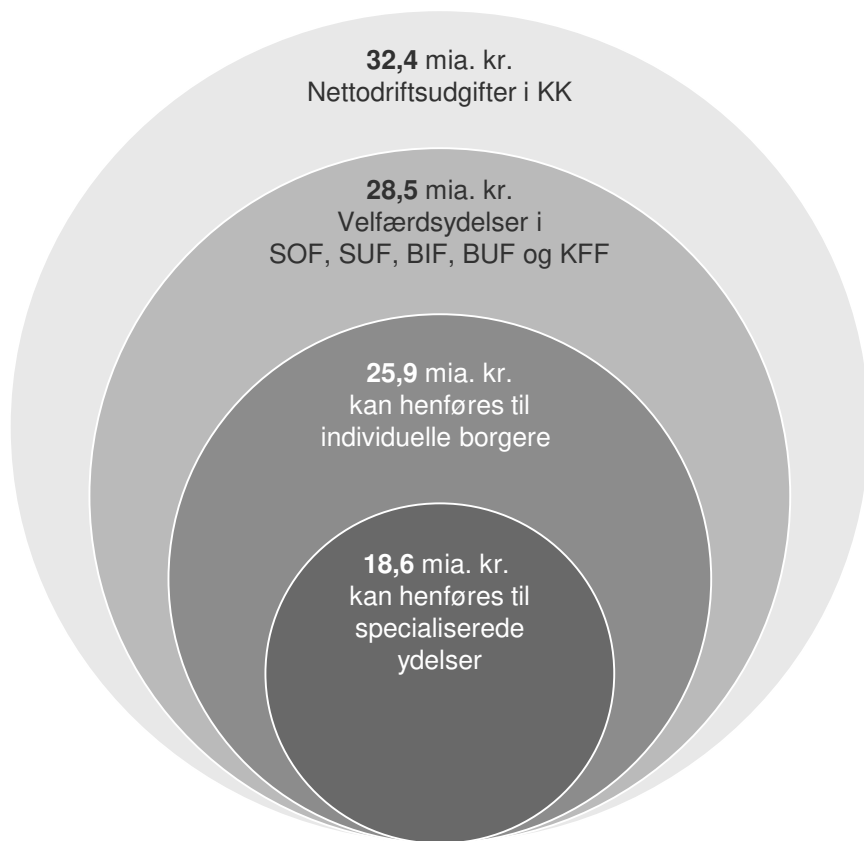 32,4 mia. kr.
Nettodriftsudgifter i KK
28,5 mia. kr.
Velfærdsydelser i
SOF, SUF, BIF, BUF og KFF
25,9 mia. kr.
kan henføres til
individuelle borgere
18,6 mia. kr.
kan henføres til
specialiserede
ydelser